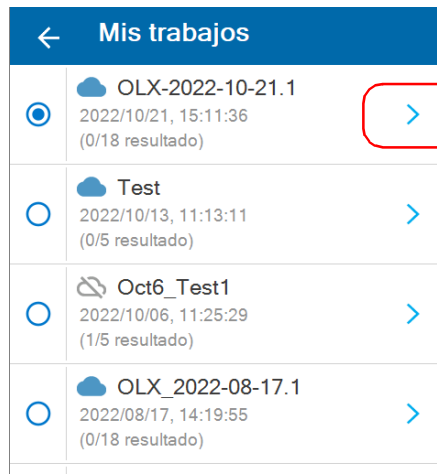 Mis trabajos
OLX-2022-10-21.1
2022/10/21, 15:11:36
(0/18 resultado)
Test
2022/10/13, 11:13:11
(0/5 resultado)
Oct6_Test1
2022/10/06, 11:25:29
(1/5 resultado)
OLX_2022-08-17.1
2022/08/17, 14:19:55
(0/18 resultado)